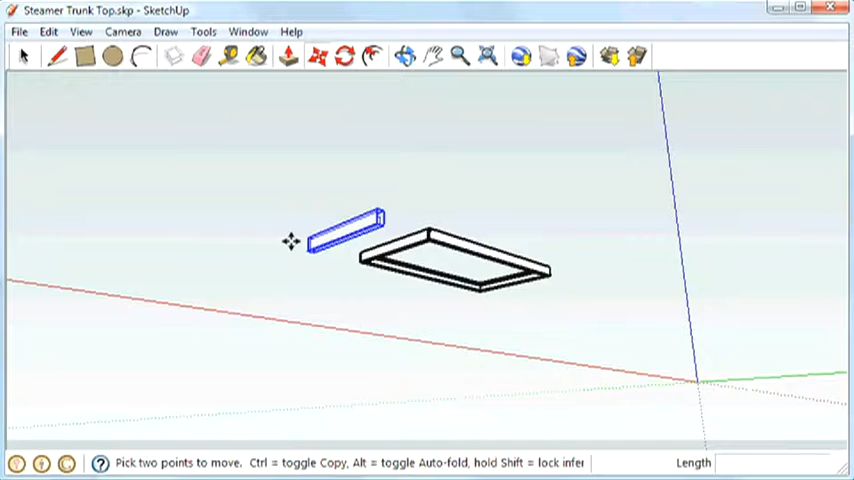 Steamer Trunk Top.skp - SketchUp
File Edit View Camera Draw Tools Window Help
Pick two points to move. Ctrl = toggle Copy, Alt = toggle Auto-fold, hold Shift = lock infer
Length